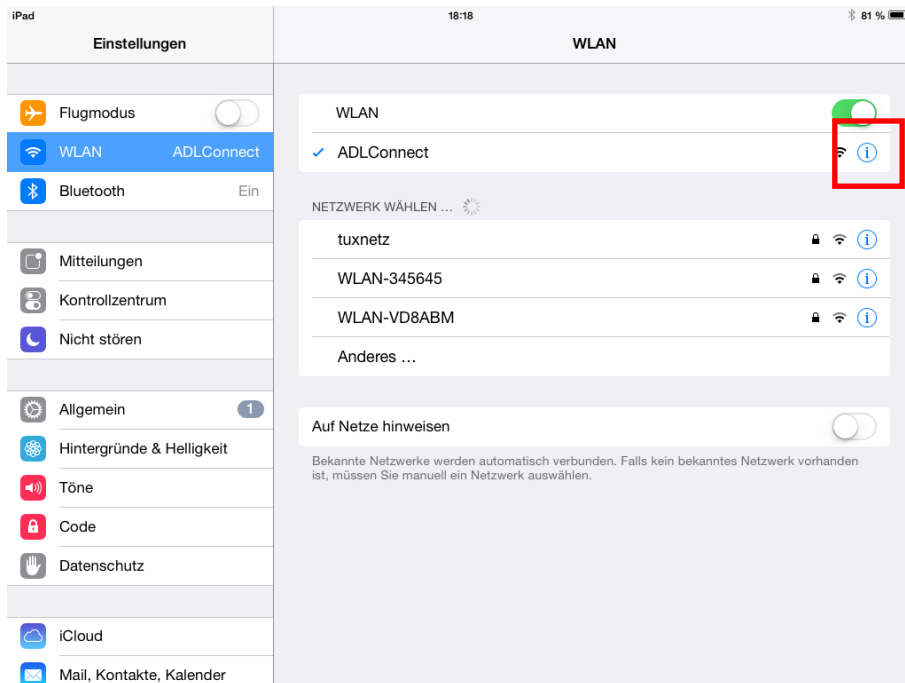 iPad
18:18
81 %
Einstellungen
WLAN
Flugmodus
WLAN ADLConnect
Bluetooth Ein
Mitteilungen
Kontrollzentrum
Nicht stören
Allgemein 1
Hintergründe & Helligkeit
Töne
Code
Datenschutz
iCloud
Mail, Kontakte, Kalender
WLAN
ADLConnect
NETZWERK WÄHLEN ...
tuxnetz
WLAN-345645
WLAN-VD8ABM
Anderes ...
Auf Netze hinweisen
Bekannte Netzwerke werden automatisch verbunden. Falls kein bekanntes Netzwerk vorhanden
ist, müssen Sie manuell ein Netzwerk auswählen.